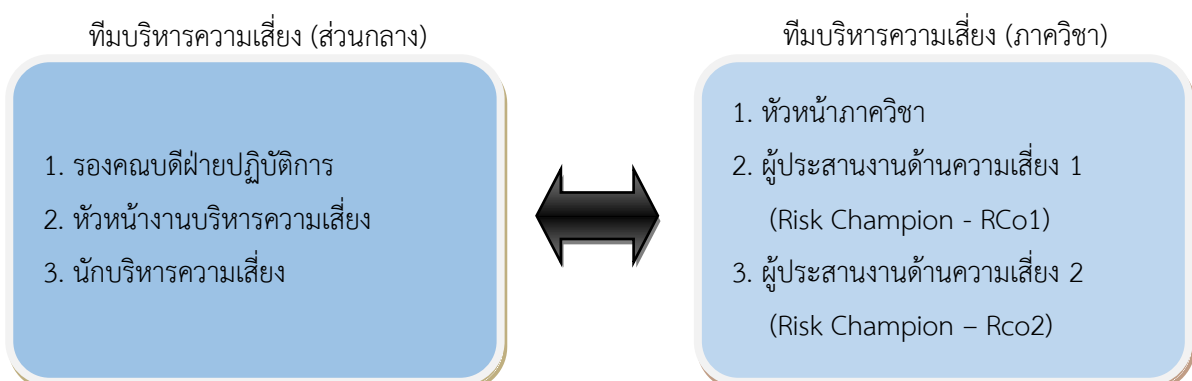 ทีมบริหารความเสี่ยง (ส่วนกลาง)
1. รองคณบดีฝ่ายปฏิบัติการ
2. หัวหน้างานบริหารความเสี่ยง
3. นักบริหารความเสี่ยง
ทีมบริหารความเสี่ยง (ภาควิชา)
1. หัวหน้าภาควิชา
2. ผู้ประสานงานด้านความเสี่ยง 1
(Risk Champion - RCo1)
3. ผู้ประสานงานด้านความเสี่ยง 2
(Risk Champion – Rco2)